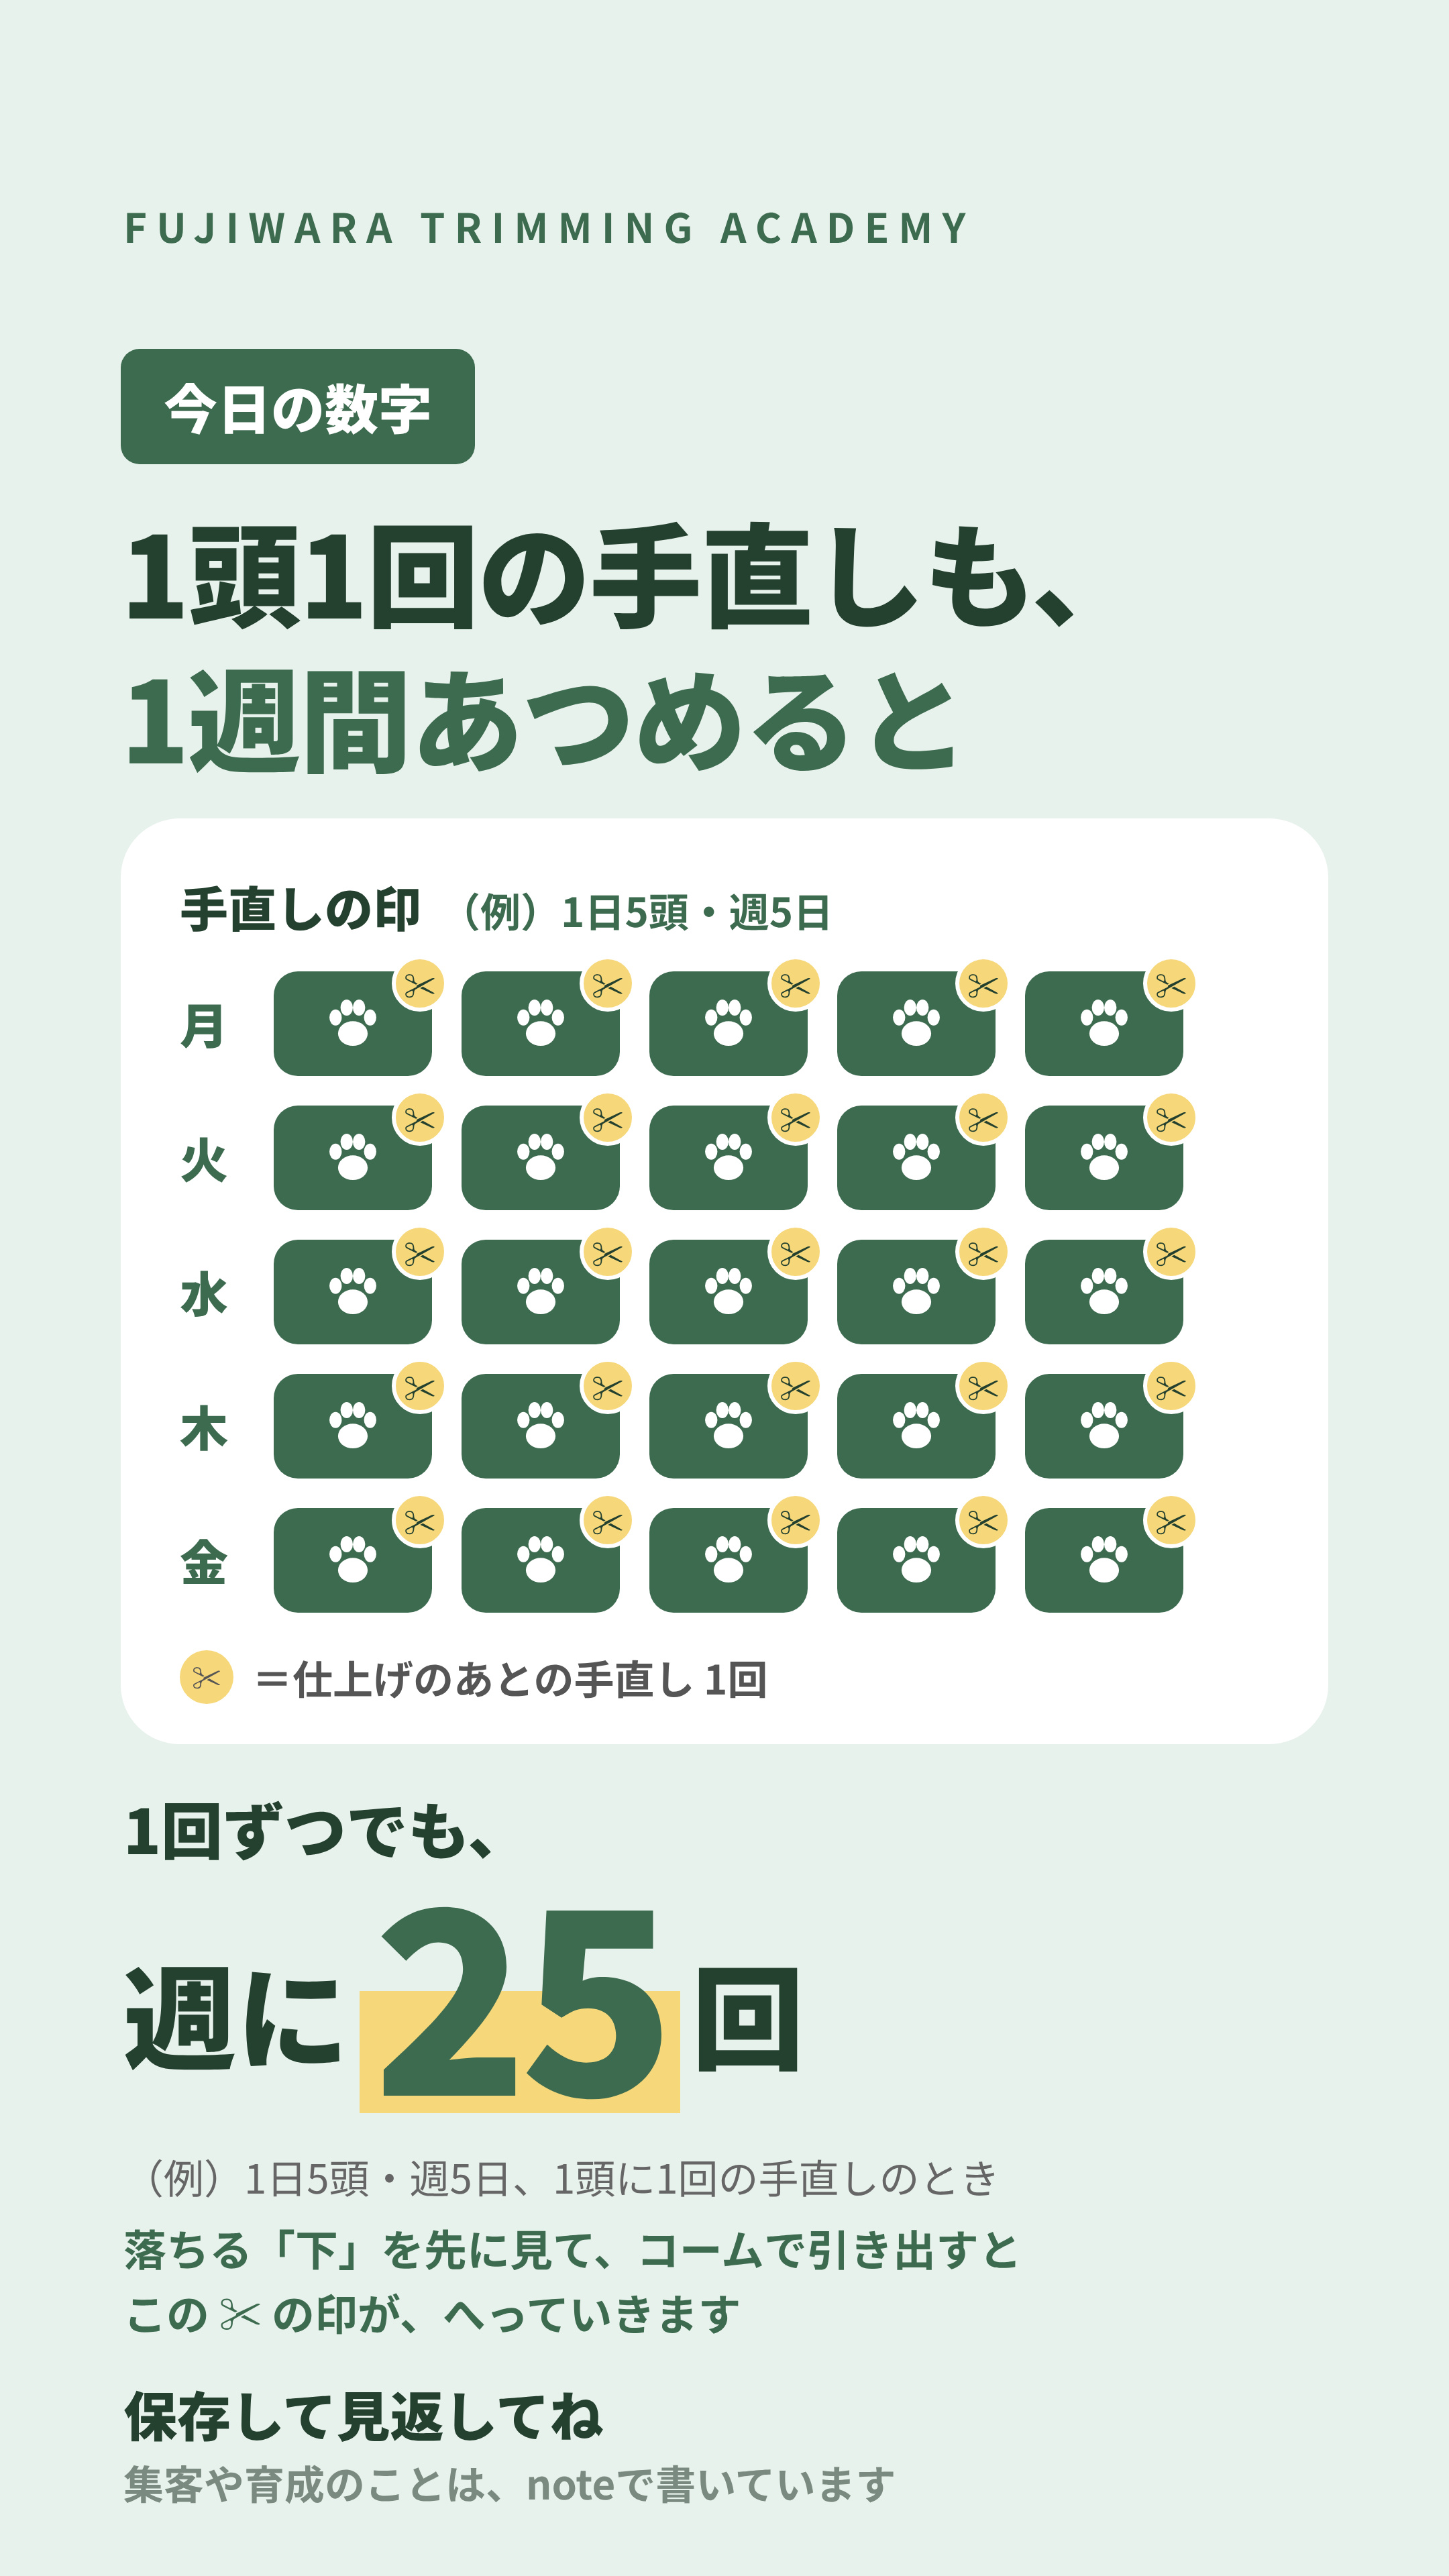 FUJIWARA TRIMMING ACADEMY
今日の数字
1頭1回の手直しも、
1週間あつめると
手直しの印 （例）1日5頭・週5日
月
火
水
木
金
＝仕上げのあとの手直し 1回
1回ずつでも、
週に 25 回
（例）1日5頭・週5日、1頭に1回の手直しのとき
落ちる「下」を先に見て、コームで引き出すと
この ✂ の印が、へっていきます
保存して見返してね
集客や育成のことは、noteで書いています